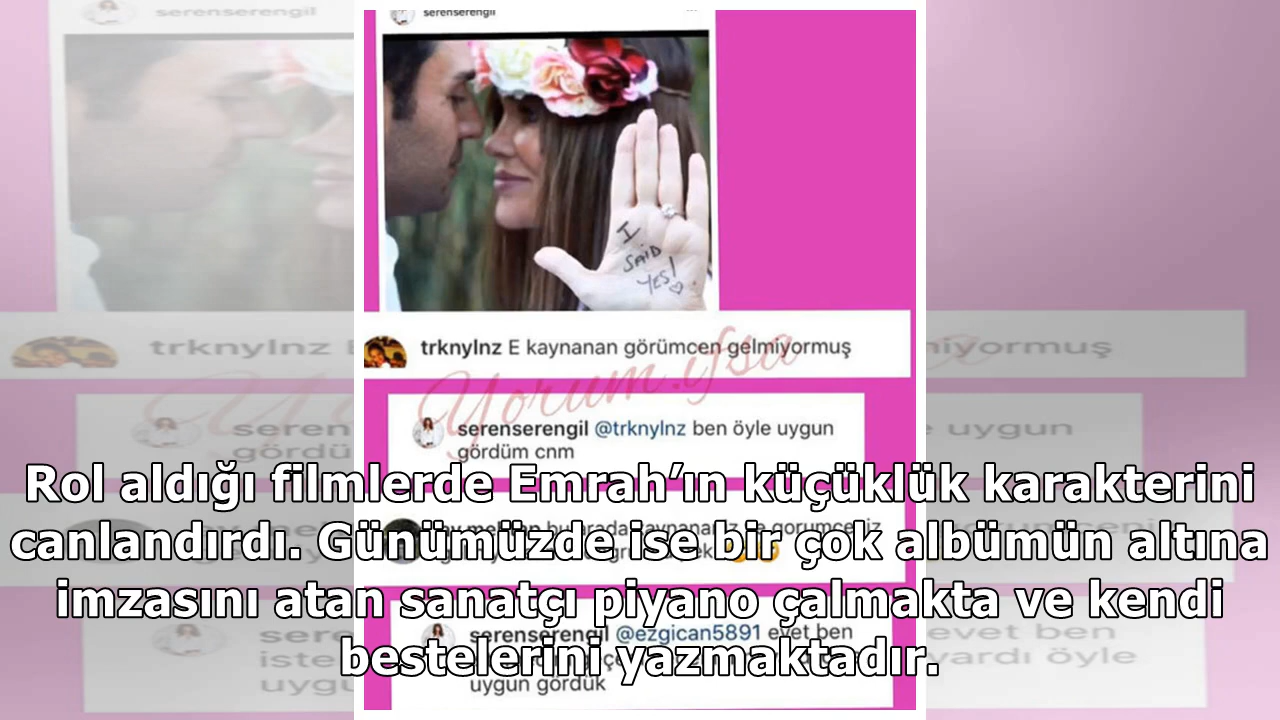 serenserengil
I
SAID
YES!
trknylnz E kaynanan görümcen gelmiyormuş
Yorum.ifsa
serenserengil @trknylnz ben öyle uygun
gördüm cnm
Rol aldığı filmlerde Emrah’ın küçüklük karakterini
canlandırdı. Günümüzde ise bir çok albümün altına
imzasını atan sanatçı piyano çalmakta ve kendi
bestelerini yazmaktadır.
serenserengil @ezgican5891 evet ben
uygun gördük